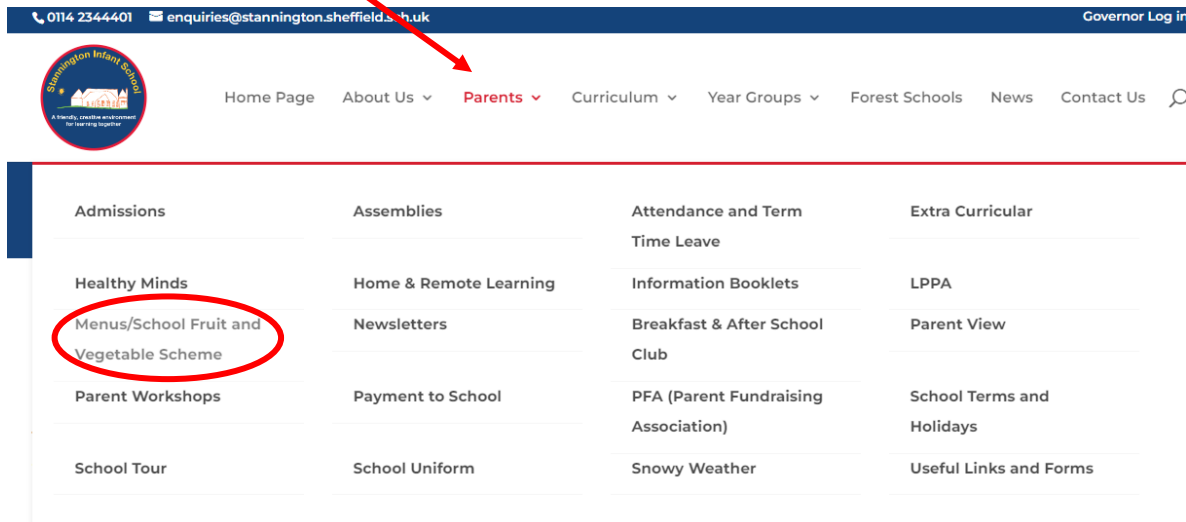 0114 2344401 enquiries@stannington.sheffield.sch.uk Governor Log in
Stannington Infant School
A friendly, creative environment
for learning together
Home Page About Us Parents Curriculum Year Groups Forest Schools News Contact Us
Admissions Assemblies Attendance and Term Extra Curricular
Time Leave
Healthy Minds Home & Remote Learning Information Booklets LPPA
Menus/School Fruit and Newsletters Breakfast & After School Parent View
Vegetable Scheme Club
Parent Workshops Payment to School PFA (Parent Fundraising School Terms and
Association) Holidays
School Tour School Uniform Snowy Weather Useful Links and Forms